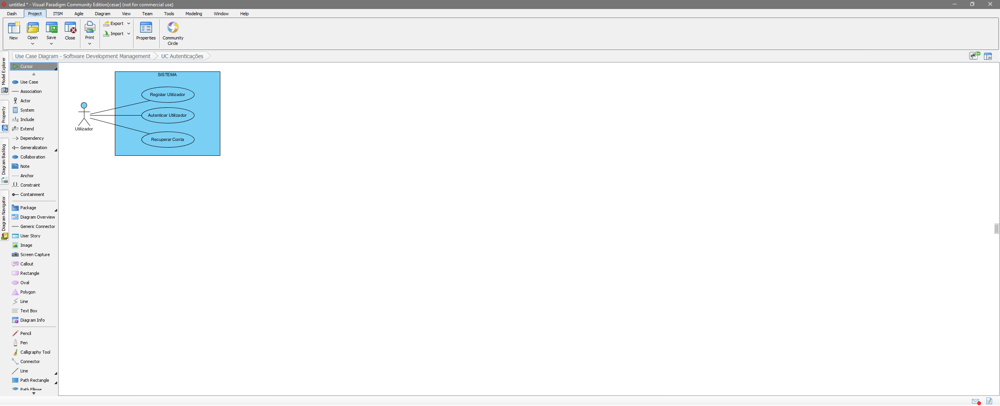 untitled * - Visual Paradigm Community Edition[cesar] (not for commercial use)
Dash Project ITSM Agile Diagram View Team Tools Modeling Window Help
New Open Save Close Print Export Import Properties Community Circle
Use Case Diagram - Software Development Management UC Autenticações
9+
Model Explorer
Property
Diagram Backlog
Diagram Navigator
Cursor
Use Case
Association
Actor
System
Include
Extend
Dependency
Generalization
Collaboration
Note
Anchor
Constraint
Containment
Package
Diagram Overview
Generic Connector
User Story
Image
Screen Capture
Callout
Rectangle
Oval
Polygon
Line
Text Box
Diagram Info
Pencil
Pen
Calligraphy Tool
Connector
Line
Path Rectangle
Path Ellipse
SISTEMA
Registar Utilizador
Autenticar Utilizador
Utilizador
Recuperar Conta
1